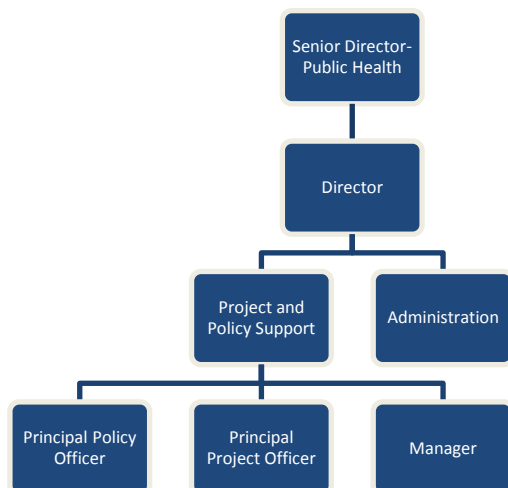 Senior Director-
Public Health
Director
Project and
Policy Support
Administration
Principal Policy
Officer
Principal
Project Officer
Manager